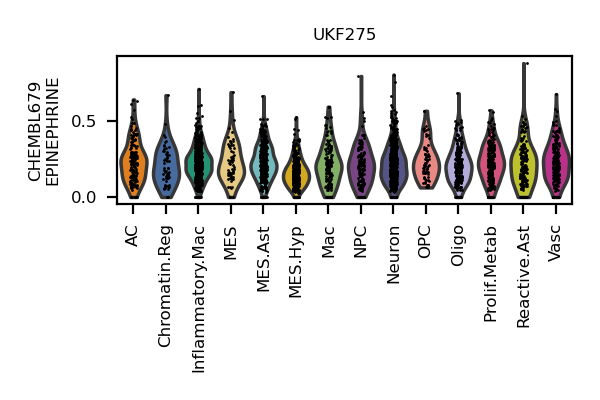 UKF275
CHEMBL679
EPINEPHRINE
0.5
0.0
AC
Chromatin.Reg
Inflammatory.Mac
MES
MES.Ast
MES.Hyp
Mac
NPC
Neuron
OPC
Oligo
Prolif.Metab
Reactive.Ast
Vasc